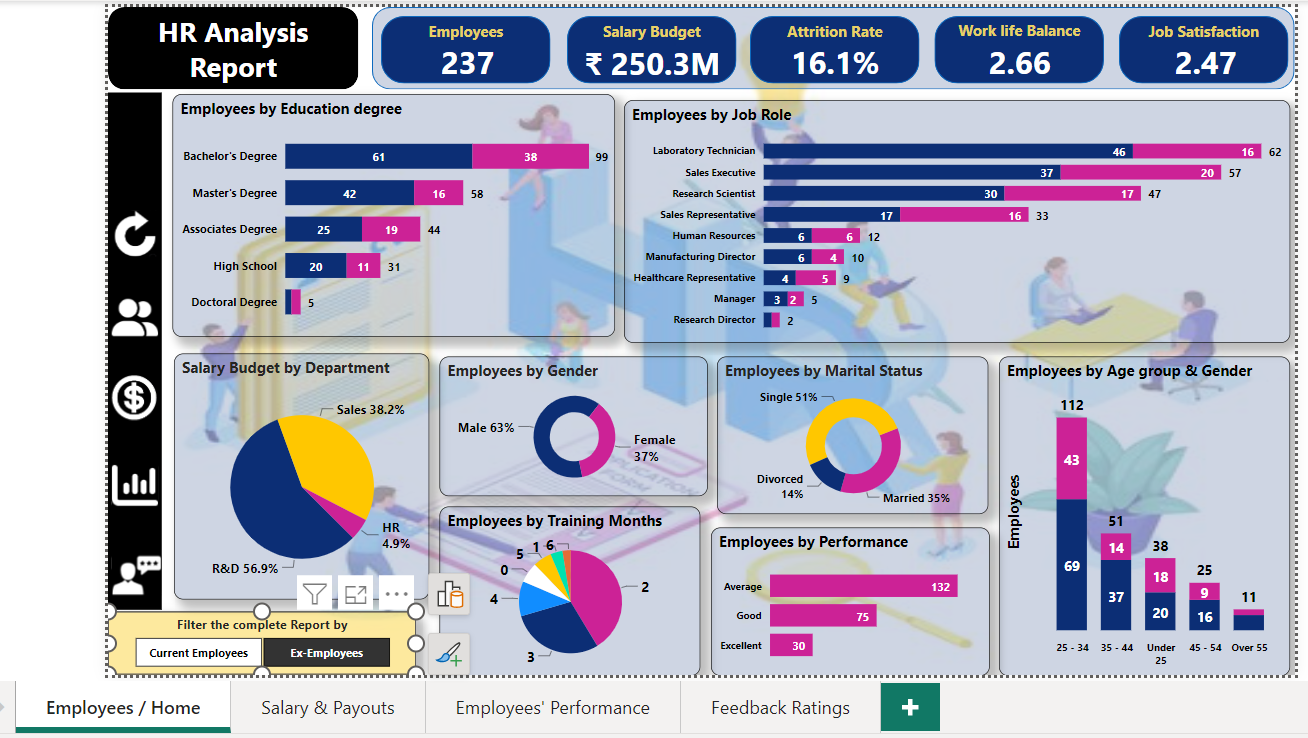 HR Analysis
Report
Employees
237
Salary Budget
₹ 250.3M
Attrition Rate
16.1%
Work life Balance
2.66
Job Satisfaction
2.47
Employees by Education degree
Bachelor's Degree 61 38 99
Master's Degree 42 16 58
Associates Degree 25 19 44
High School 20 11 31
Doctoral Degree 5
Employees by Job Role
Laboratory Technician 46 16 62
Sales Executive 37 20 57
Research Scientist 30 17 47
Sales Representative 17 16 33
Human Resources 6 6 12
Manufacturing Director 6 4 10
Healthcare Representative 4 5 9
Manager 3 2 5
Research Director 2
Salary Budget by Department
Sales 38.2%
HR
4.9%
R&D 56.9%
Employees by Gender
Male 63%
Female
37%
Employees by Marital Status
Single 51%
Divorced
14%
Married 35%
Employees by Age group & Gender
Employees
112
43
69
51
14
37
38
18
20
25
9
16
11
25 - 34 35 - 44 Under 45 - 54 Over 55
25
Employees by Training Months
5 1 6
0
4
2
3
Employees by Performance
Average 132
Good 75
Excellent 30
Filter the complete Report by
Current Employees Ex-Employees
Employees / Home Salary & Payouts Employees' Performance Feedback Ratings +